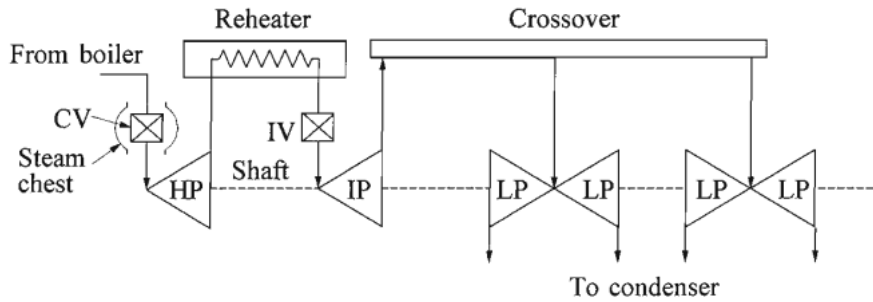 Reheater
Crossover
From boiler
CV
IV
Steam
chest
Shaft
HP
IP
LP
LP
LP
LP
To condenser